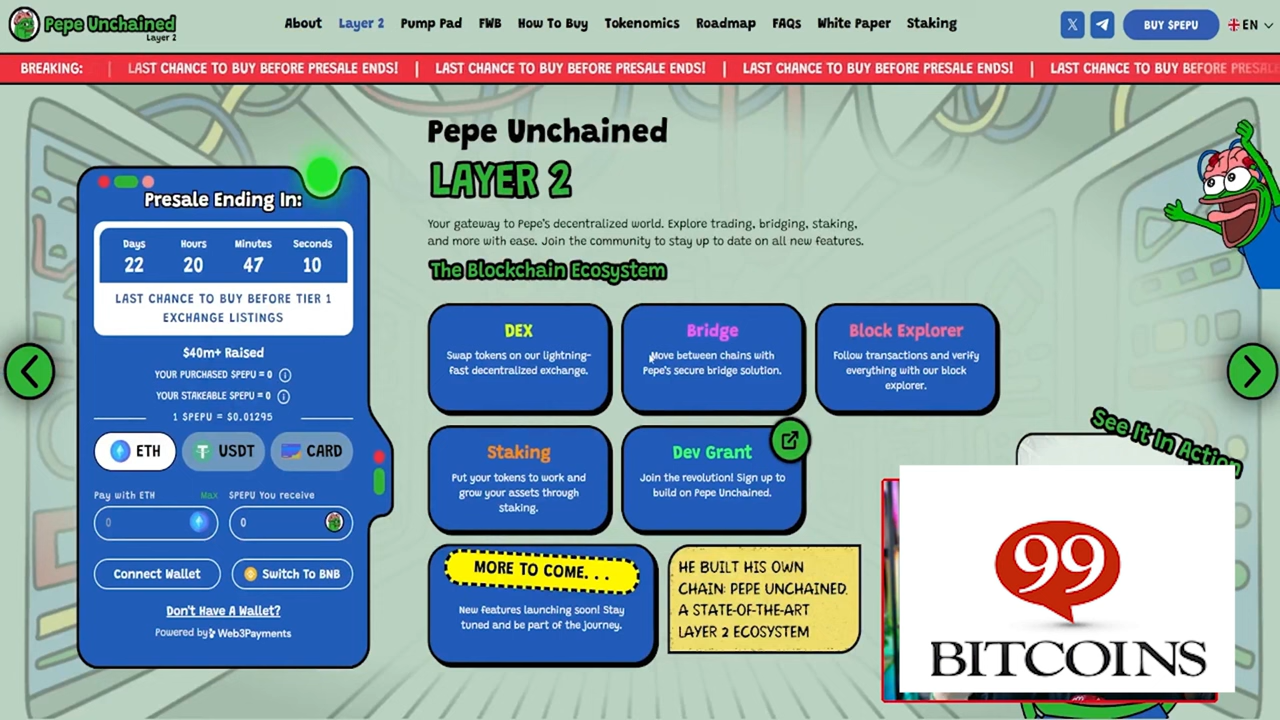 Pepe Unchained
Layer 2
About Layer 2 Pump Pad FWB How To Buy Tokenomics Roadmap FAQs White Paper Staking
BUY $PEPU
EN
BREAKING: | LAST CHANCE TO BUY BEFORE PRESALE ENDS! | LAST CHANCE TO BUY BEFORE PRESALE ENDS! | LAST CHANCE TO BUY BEFORE PRESALE ENDS! | LAST CHANCE TO BUY BEFORE PRESAL
Presale Ending In:
Days Hours Minutes Seconds
22 20 47 10
LAST CHANCE TO BUY BEFORE TIER 1
EXCHANGE LISTINGS
$40m+ Raised
YOUR PURCHASED $PEPU = 0
YOUR STAKEABLE $PEPU = 0
1 $PEPU = $0.01295
ETH USDT CARD
Pay with ETH Max $PEPU You receive
0 0
Connect Wallet Switch To BNB
Don't Have A Wallet?
Powered by Web3Payments
Pepe Unchained
LAYER 2
Your gateway to Pepe's decentralized world. Explore trading, bridging, staking,
and more with ease. Join the community to stay up to date on all new features.
The Blockchain Ecosystem
DEX
Swap tokens on our lightning-
fast decentralized exchange.
Bridge
Move between chains with
Pepe's secure bridge solution.
Block Explorer
Follow transactions and verify
everything with our block
explorer.
Staking
Put your tokens to work and
grow your assets through
staking.
Dev Grant
Join the revolution! Sign up to
build on Pepe Unchained.
MORE TO COME. . .
New features launching soon! Stay
tuned and be part of the journey.
HE BUILT HIS OWN
CHAIN: PEPE UNCHAINED.
A STATE-OF-THE-ART
LAYER 2 ECOSYSTEM
See It In Action
99
BITCOINS